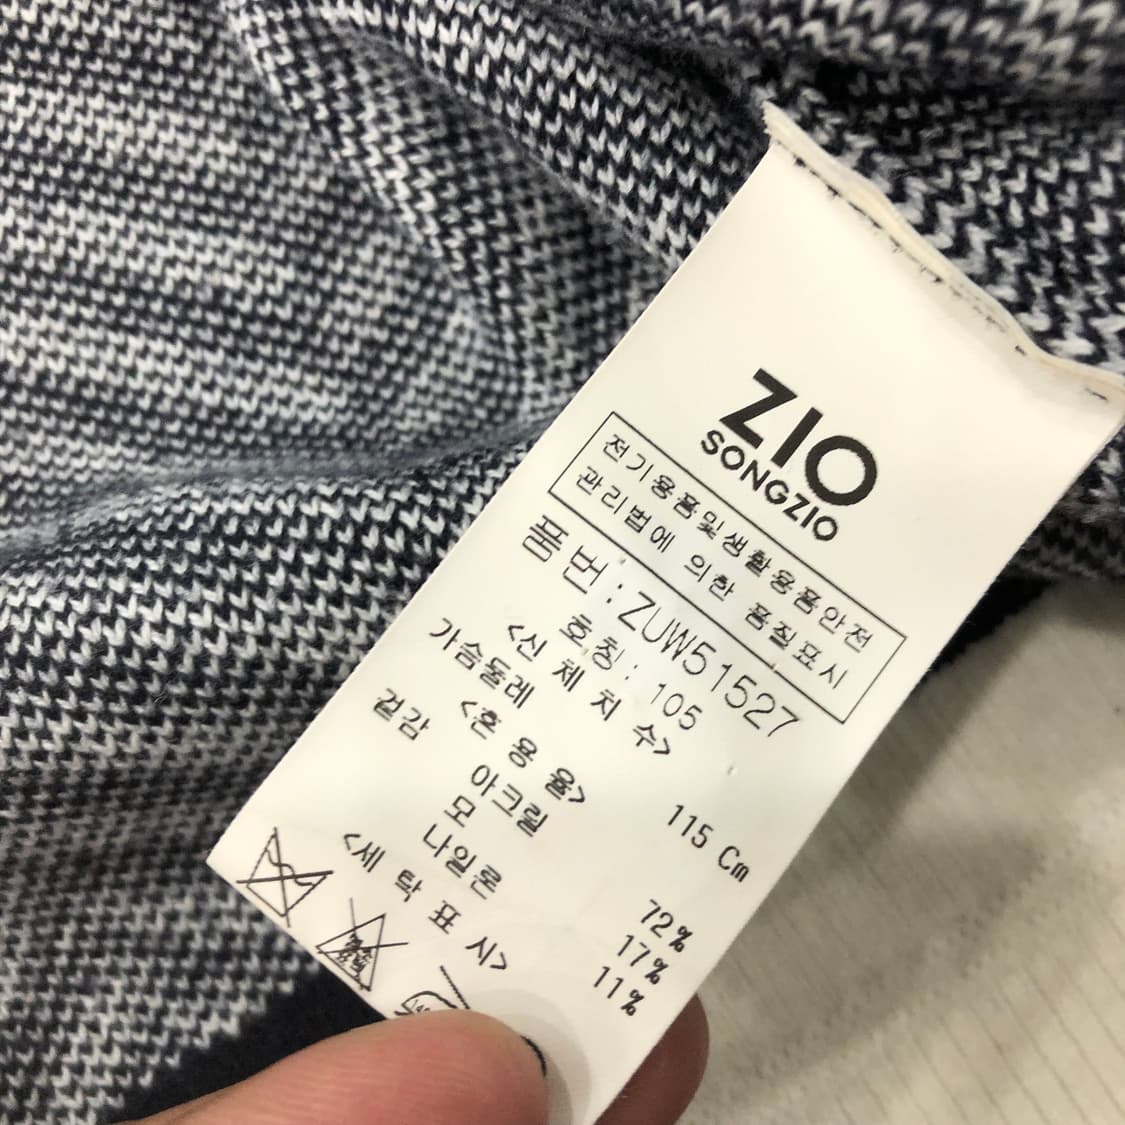 ZIO
SONGZIO
전기용품및생활용품안전
관리법에 의한 품질표시
품번:ZUW51527
호칭: 105
<신 체 치 수>
가슴둘레 115 Cm
<혼 용 율>
겉감 아크릴 72%
모 17%
나일론 11%
<세 탁 표 시>